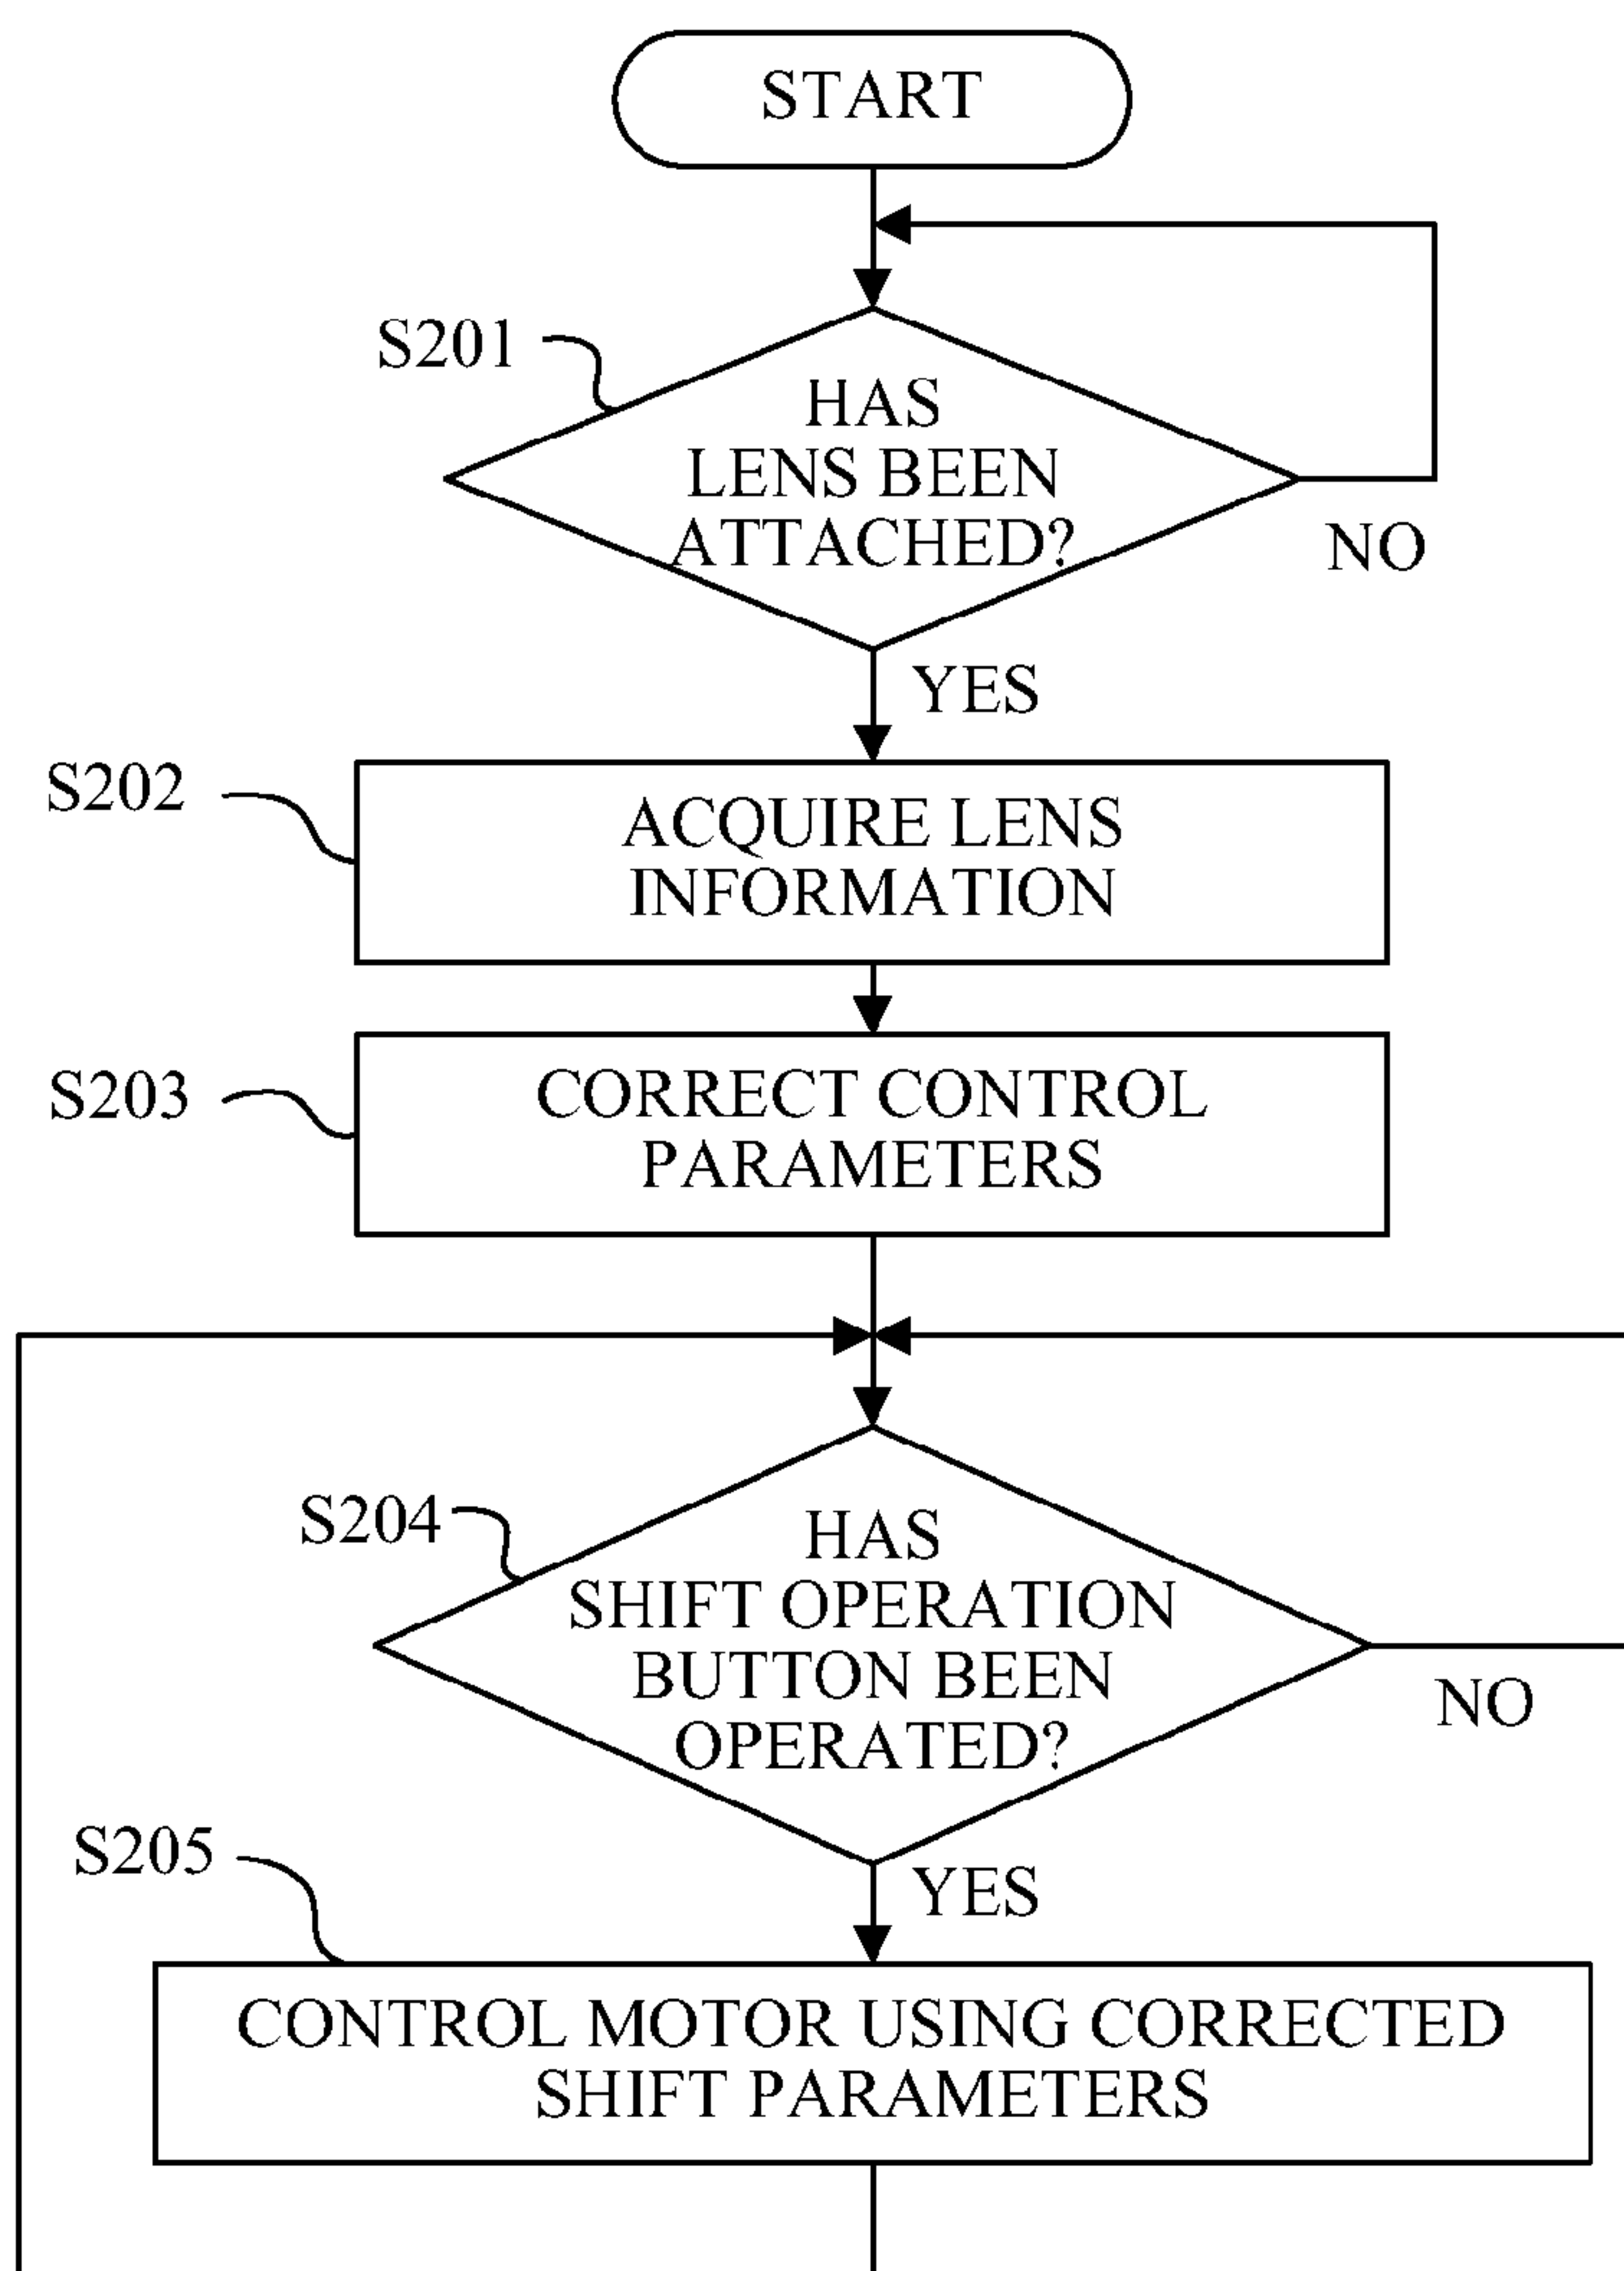 START
S201
HAS
LENS BEEN
ATTACHED?
NO
YES
S202
ACQUIRE LENS
INFORMATION
S203
CORRECT CONTROL
PARAMETERS
S204
HAS
SHIFT OPERATION
BUTTON BEEN
OPERATED?
NO
S205
YES
CONTROL MOTOR USING CORRECTED
SHIFT PARAMETERS